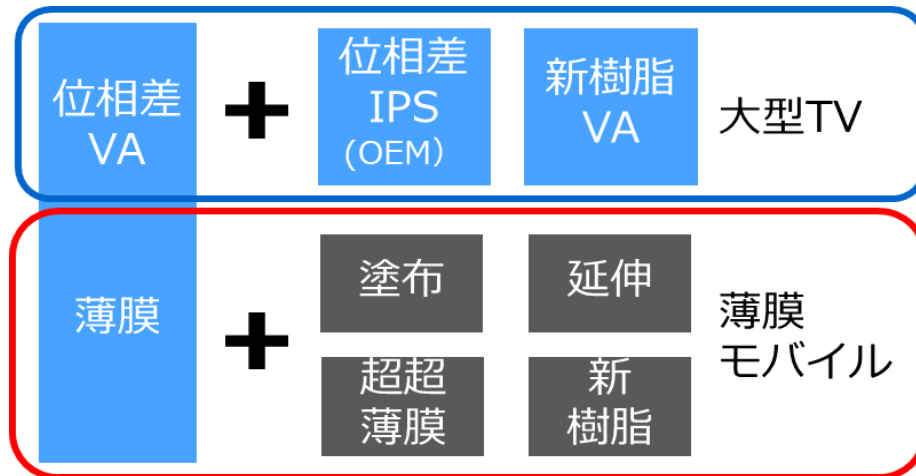 位相差
VA
+
位相差
IPS
(OEM）
新樹脂
VA
大型TV
薄膜
+
塗布
延伸
超超
薄膜
新
樹脂
薄膜
モバイル